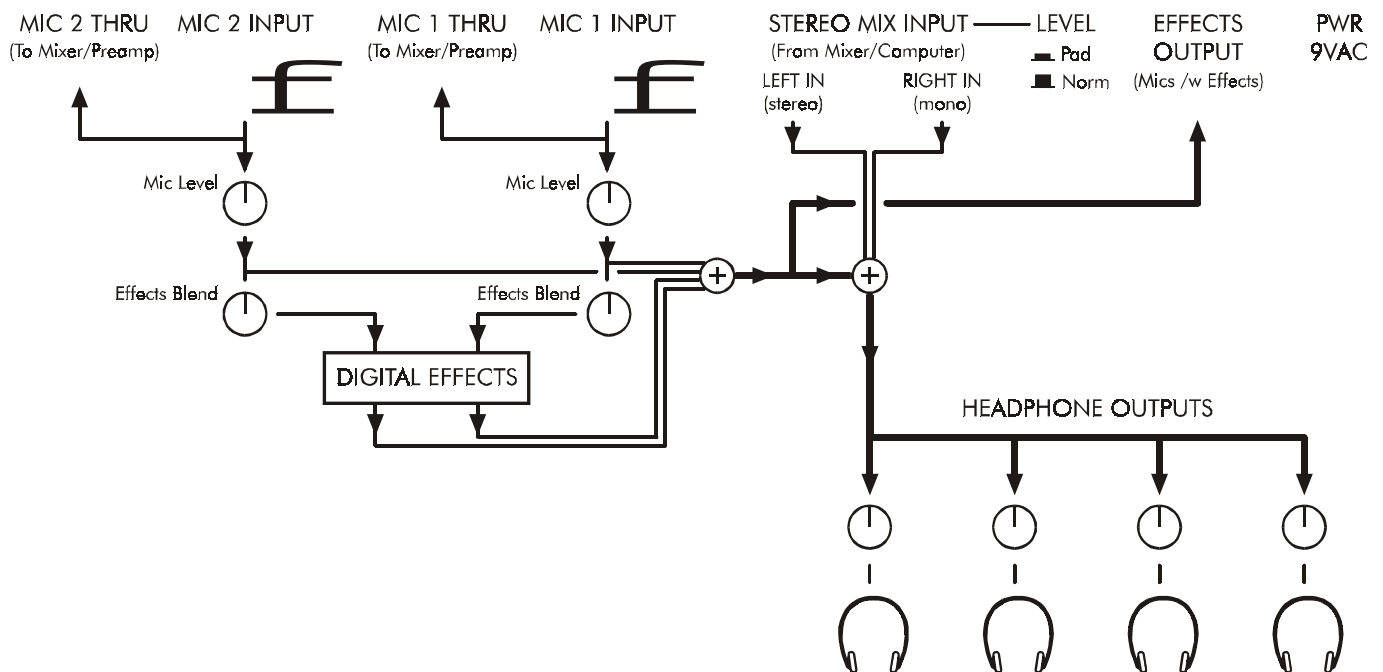 MIC 2 THRU
(To Mixer/Preamp)
MIC 2 INPUT
MIC 1 THRU
(To Mixer/Preamp)
MIC 1 INPUT
STEREO MIX INPUT
(From Mixer/Computer)
LEFT IN
(stereo)
RIGHT IN
(mono)
LEVEL
Pad
Norm
EFFECTS
OUTPUT
(Mics /w Effects)
PWR
9VAC
Mic Level
Mic Level
Effects Blend
Effects Blend
DIGITAL EFFECTS
HEADPHONE OUTPUTS